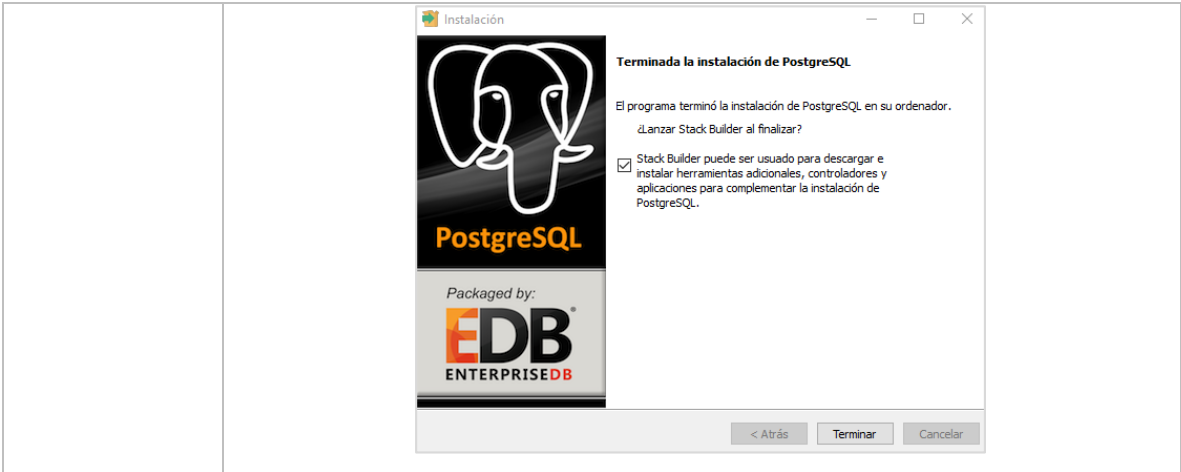 Instalación
Terminada la instalación de PostgreSQL
El programa terminó la instalación de PostgreSQL en su ordenador.
¿Lanzar Stack Builder al finalizar?
Stack Builder puede ser usado para descargar e
instalar herramientas adicionales, controladores y
aplicaciones para complementar la instalación de
PostgreSQL.
PostgreSQL
Packaged by:
EDB®
ENTERPRISEDB
< Atrás
Terminar
Cancelar